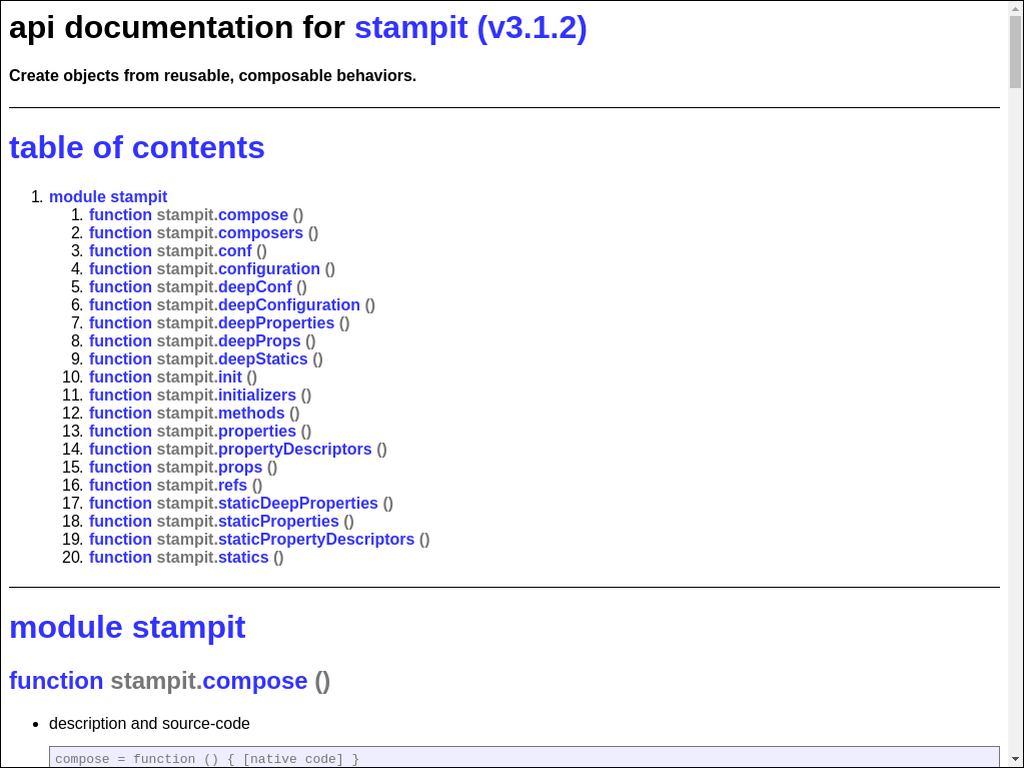 api documentation for stampit (v3.1.2)
Create objects from reusable, composable behaviors.
table of contents
1. module stampit
1. function stampit.compose ()
2. function stampit.composers ()
3. function stampit.conf ()
4. function stampit.configuration ()
5. function stampit.deepConf ()
6. function stampit.deepConfiguration ()
7. function stampit.deepProperties ()
8. function stampit.deepProps ()
9. function stampit.deepStatics ()
10. function stampit.init ()
11. function stampit.initializers ()
12. function stampit.methods ()
13. function stampit.properties ()
14. function stampit.propertyDescriptors ()
15. function stampit.props ()
16. function stampit.refs ()
17. function stampit.staticDeepProperties ()
18. function stampit.staticProperties ()
19. function stampit.staticPropertyDescriptors ()
20. function stampit.statics ()
module stampit
function stampit.compose ()
• description and source-code
compose = function () { [native code] }